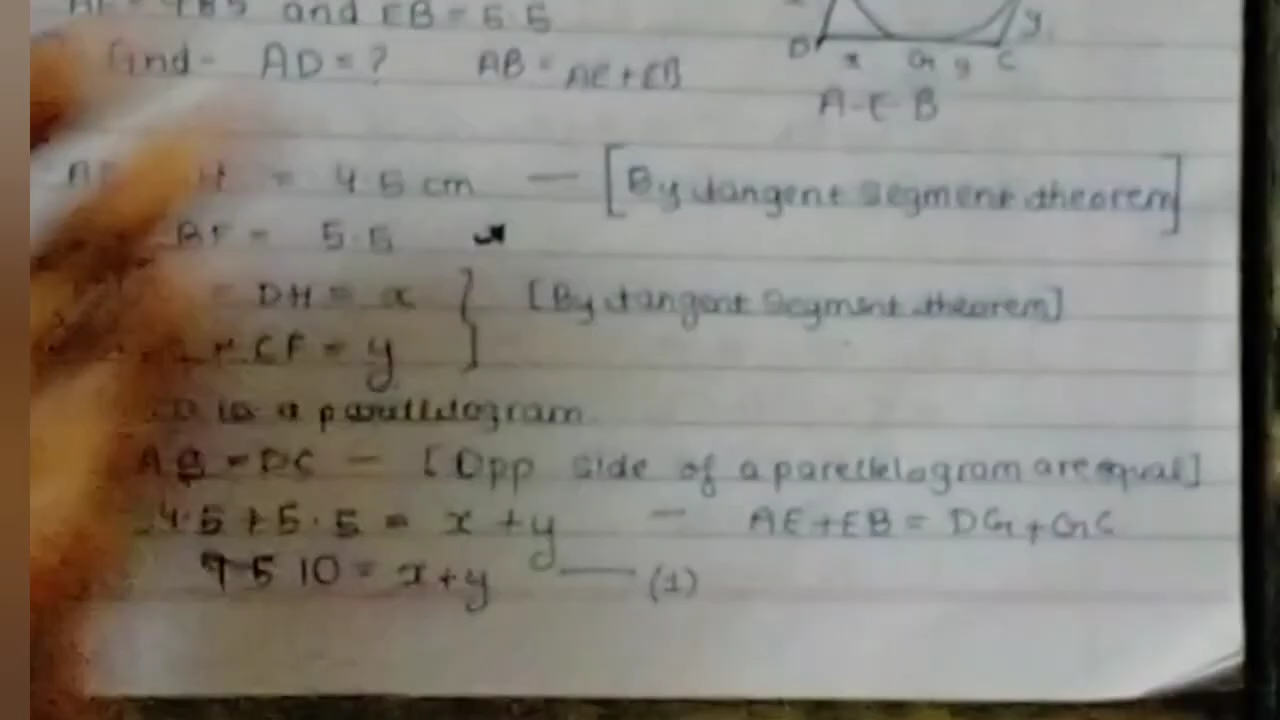 and EB = 5.5
find- AD = ? AB = AE + EB
D x G y C y
A-E-B
H = 4.5 cm — [By tangent segment theorem]
BF = 5.5
= DH = x } [By tangent segment theorem]
CF = y
is a parallelogram.
AB = DC — [Opp side of a parellelogram are equal]
4.5 + 5.5 = x + y — AE + EB = DG + GC
10 = x + y — (1)